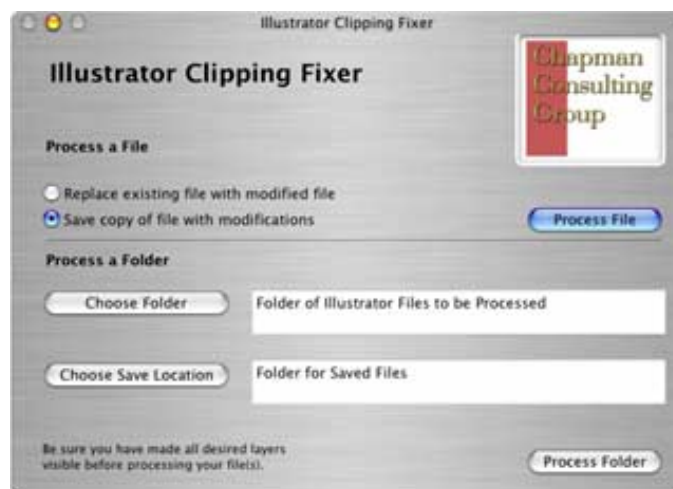 Illustrator Clipping Fixer
Illustrator Clipping Fixer
Chapman
Consulting
Group
Process a File
Replace existing file with modified file
Save copy of file with modifications
Process File
Process a Folder
Choose Folder
Folder of Illustrator Files to be Processed
Choose Save Location
Folder for Saved Files
Be sure you have made all desired layers
visible before processing your file(s).
Process Folder